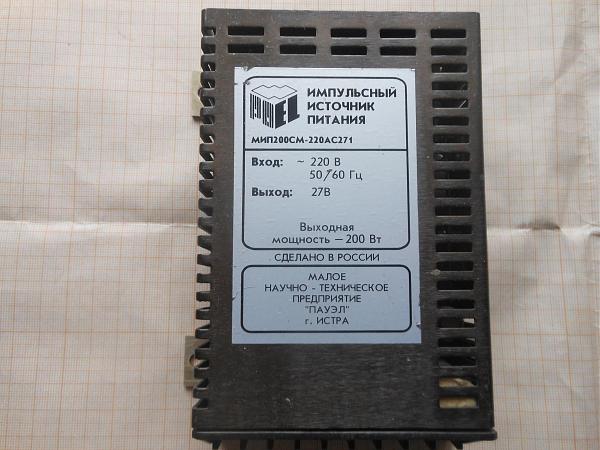 ИМПУЛЬСНЫЙ
ИСТОЧНИК
ПИТАНИЯ
МИП200СМ-220АС271
Вход: ~ 220 В
50/60 Гц
Выход: 27В
Выходная
мощность — 200 Вт
СДЕЛАНО В РОССИИ
МАЛОЕ
НАУЧНО - ТЕХНИЧЕСКОЕ
ПРЕДПРИЯТИЕ
"ПАУЭЛ"
г. ИСТРА